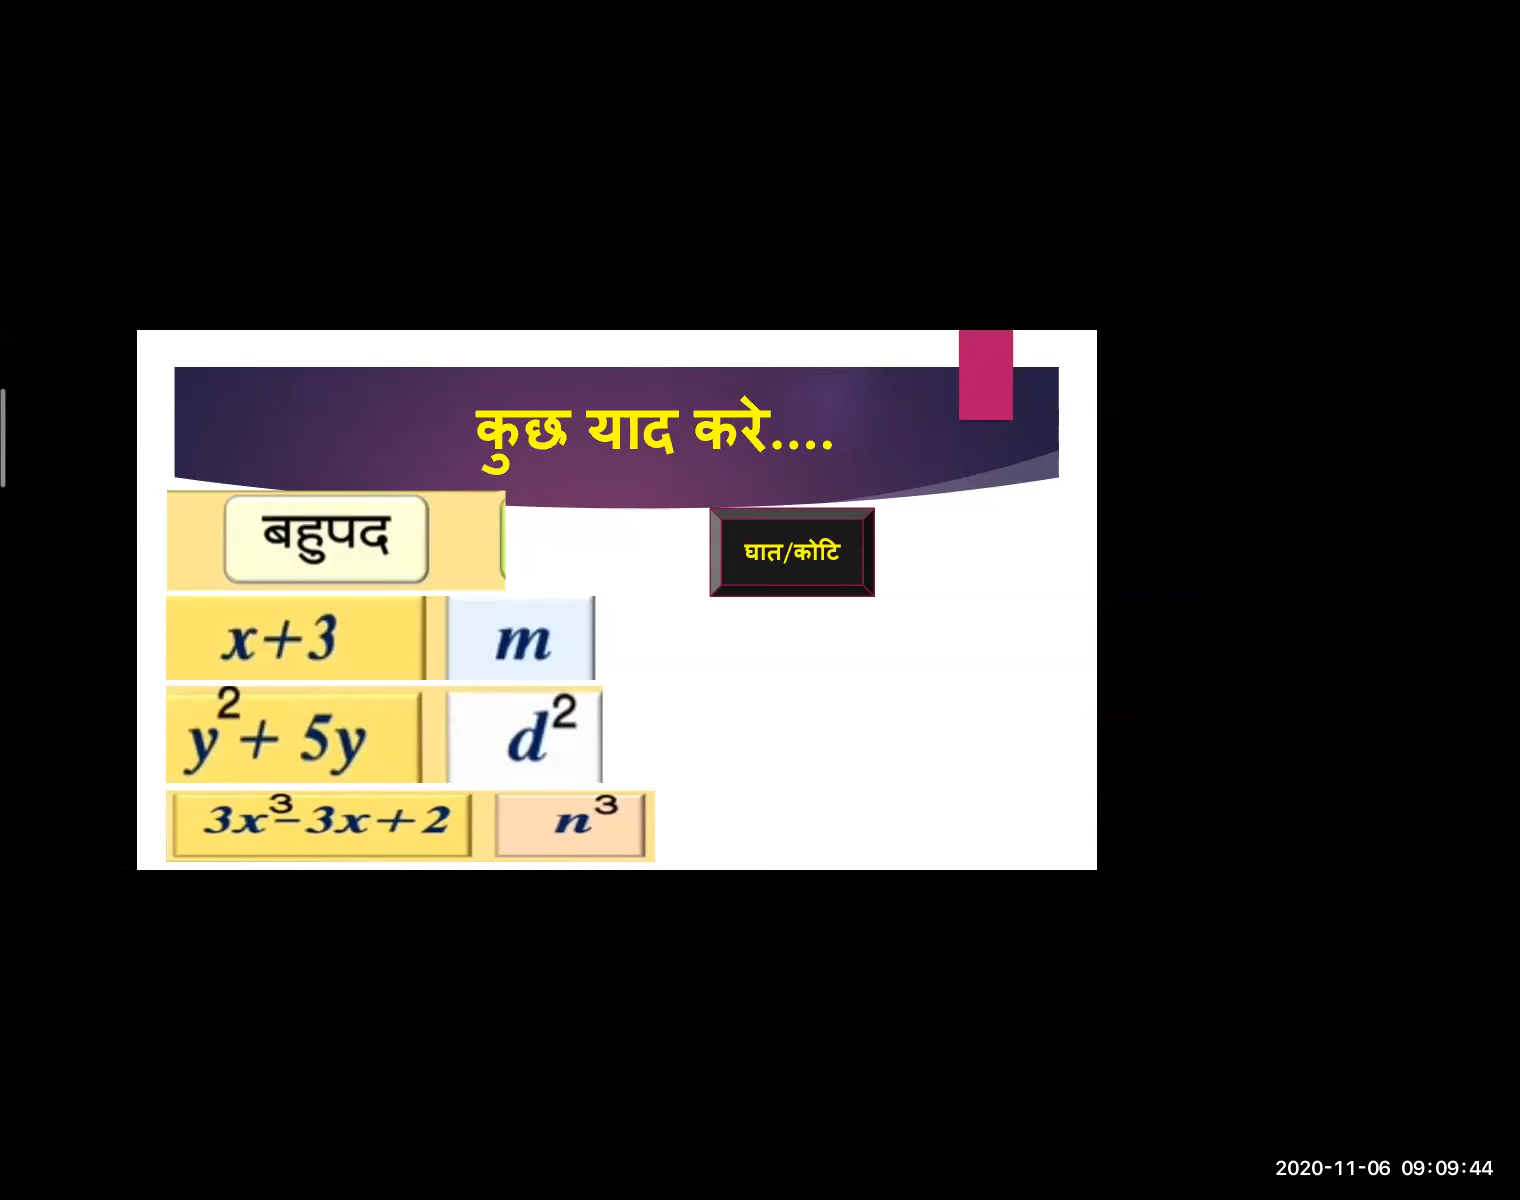 कुछ याद करे....
बहुपद
घात/कोटि
x+3 m
y²+ 5y d²
3x³-3x+2 n³
2020-11-06 09:09:44